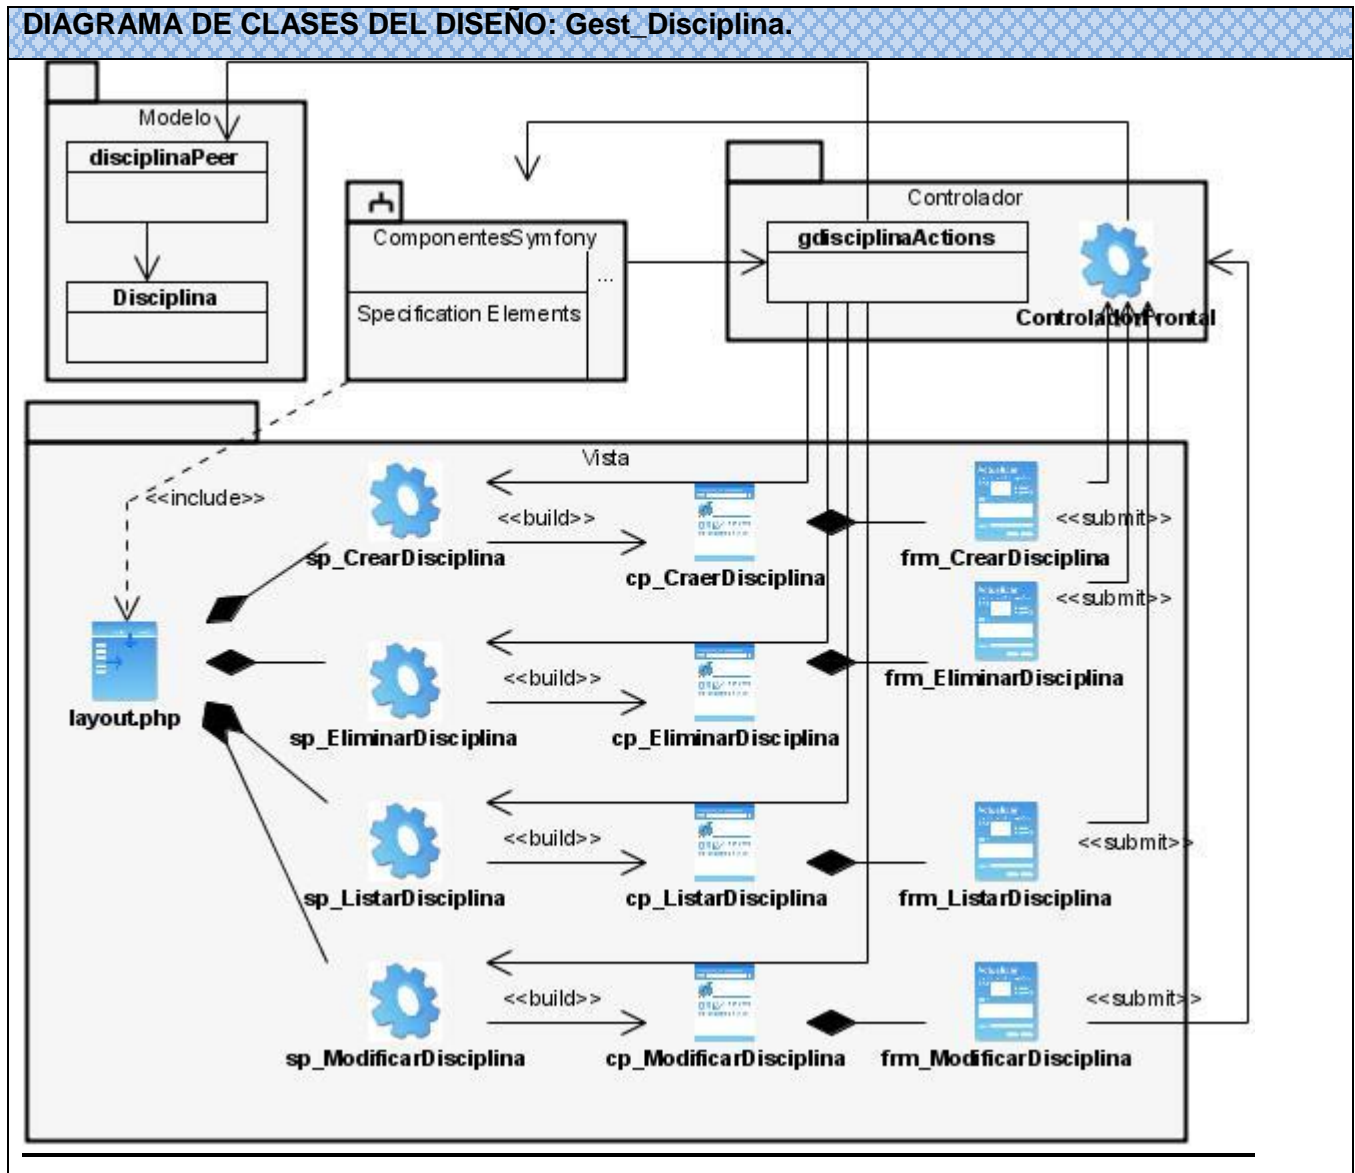 DIAGRAMA DE CLASES DEL DISEÑO: Gest_Disciplina.
Modelo
disciplinaPeer
Disciplina
ComponentesSymfony
...
Specification Elements
Controlador
gdisciplinaActions
ControladorFrontal
Vista
<<include>>
layout.php
sp_CrearDisciplina
<<build>>
cp_CraerDisciplina
frm_CrearDisciplina
<<submit>>
sp_EliminarDisciplina
<<build>>
cp_EliminarDisciplina
frm_EliminarDisciplina
<<submit>>
sp_ListarDisciplina
<<build>>
cp_ListarDisciplina
frm_ListarDisciplina
<<submit>>
sp_ModificarDisciplina
<<build>>
cp_ModificarDisciplina
frm_ModificarDisciplina
<<submit>>